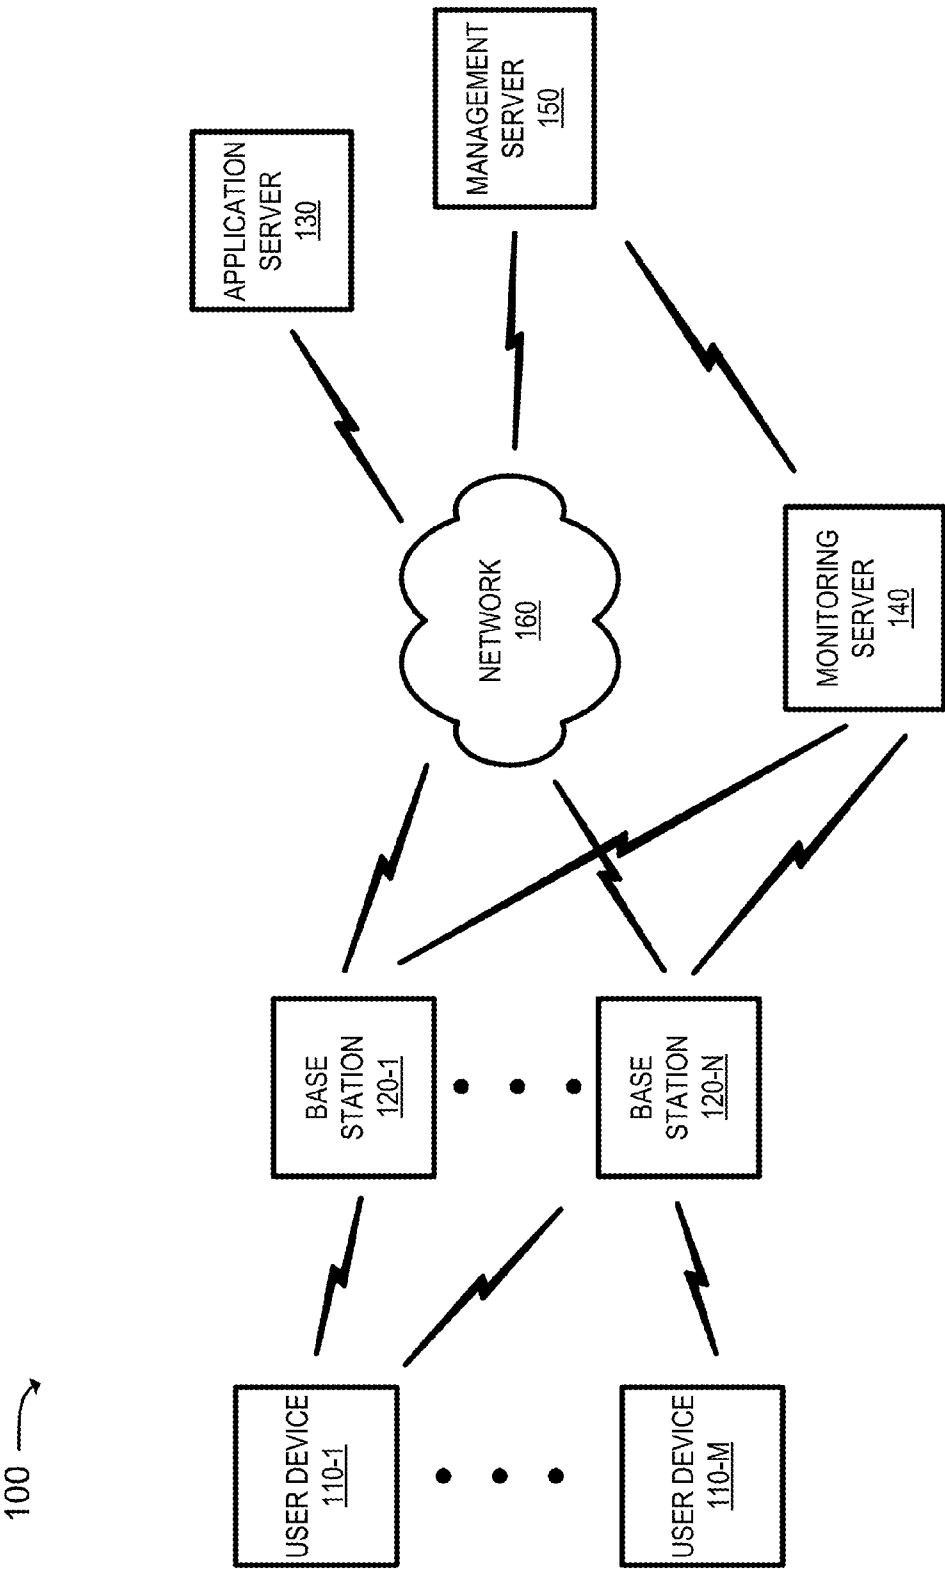 100
USER DEVICE
110-1
USER DEVICE
110-M
BASE
STATION
120-1
BASE
STATION
120-N
NETWORK
160
APPLICATION
SERVER
130
MANAGEMENT
SERVER
150
MONITORING
SERVER
140